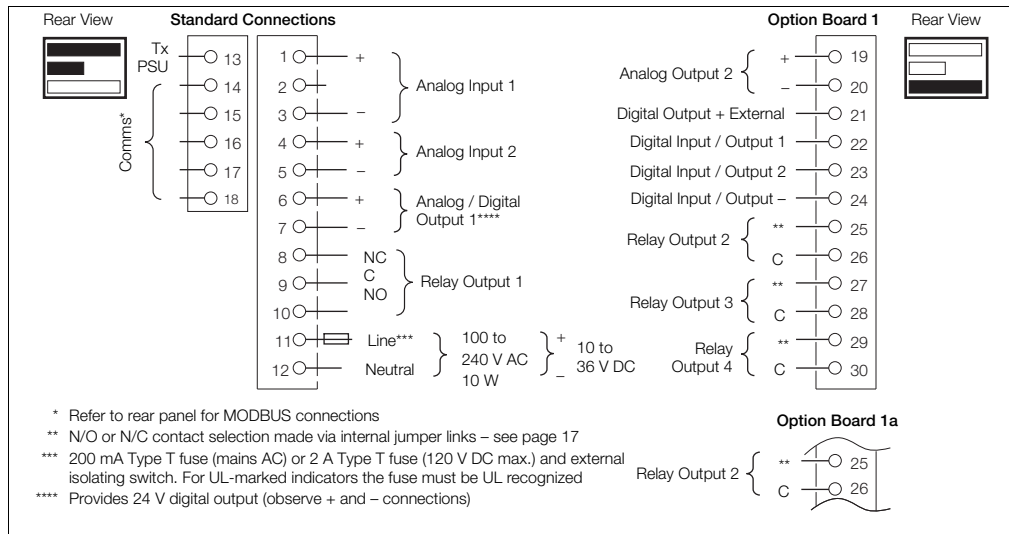 Rear View
Standard Connections
Option Board 1
Rear View
Tx
PSU
13
14
15
16
17
18
Comms*
1 +
2
3 –
Analog Input 1
4 +
5 –
Analog Input 2
6 +
7 –
Analog / Digital
Output 1****
8 NC
9 C
10 NO
Relay Output 1
11 Line***
12 Neutral
100 to
240 V AC
10 W
+
–
10 to
36 V DC
Analog Output 2
+ 19
– 20
Digital Output + External 21
Digital Input / Output 1 22
Digital Input / Output 2 23
Digital Input / Output – 24
Relay Output 2
** 25
C 26
Relay Output 3
** 27
C 28
Relay
Output 4
** 29
C 30
* Refer to rear panel for MODBUS connections
** N/O or N/C contact selection made via internal jumper links – see page 17
*** 200 mA Type T fuse (mains AC) or 2 A Type T fuse (120 V DC max.) and external
isolating switch. For UL-marked indicators the fuse must be UL recognized
**** Provides 24 V digital output (observe + and – connections)
Option Board 1a
Relay Output 2
** 25
C 26